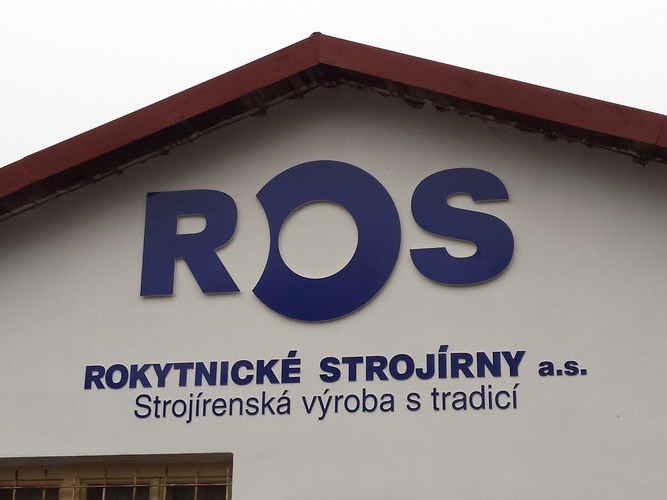 ROS
ROKYTNICKÉ STROJÍRNY a.s.
Strojírenská výroba s tradicí